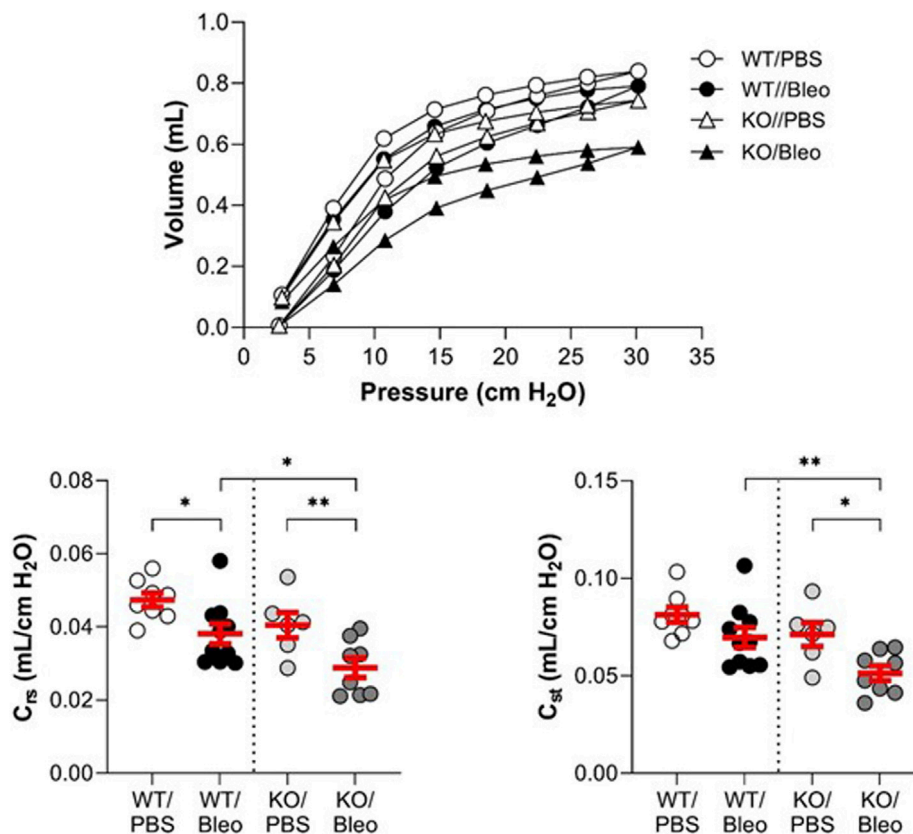 1.0
0.8
0.6
0.4
0.2
0.0
Volume (mL)
0 5 10 15 20 25 30 35
Pressure (cm H₂O)
WT/PBS
WT//Bleo
KO//PBS
KO/Bleo
0.08
0.06
0.04
0.02
0.00
C_rs (mL/cm H₂O)
*
* **
WT/ WT/ KO/ KO/
PBS Bleo PBS Bleo
0.15
0.10
0.05
0.00
C_st (mL/cm H₂O)
**
*
WT/ WT/ KO/ KO/
PBS Bleo PBS Bleo